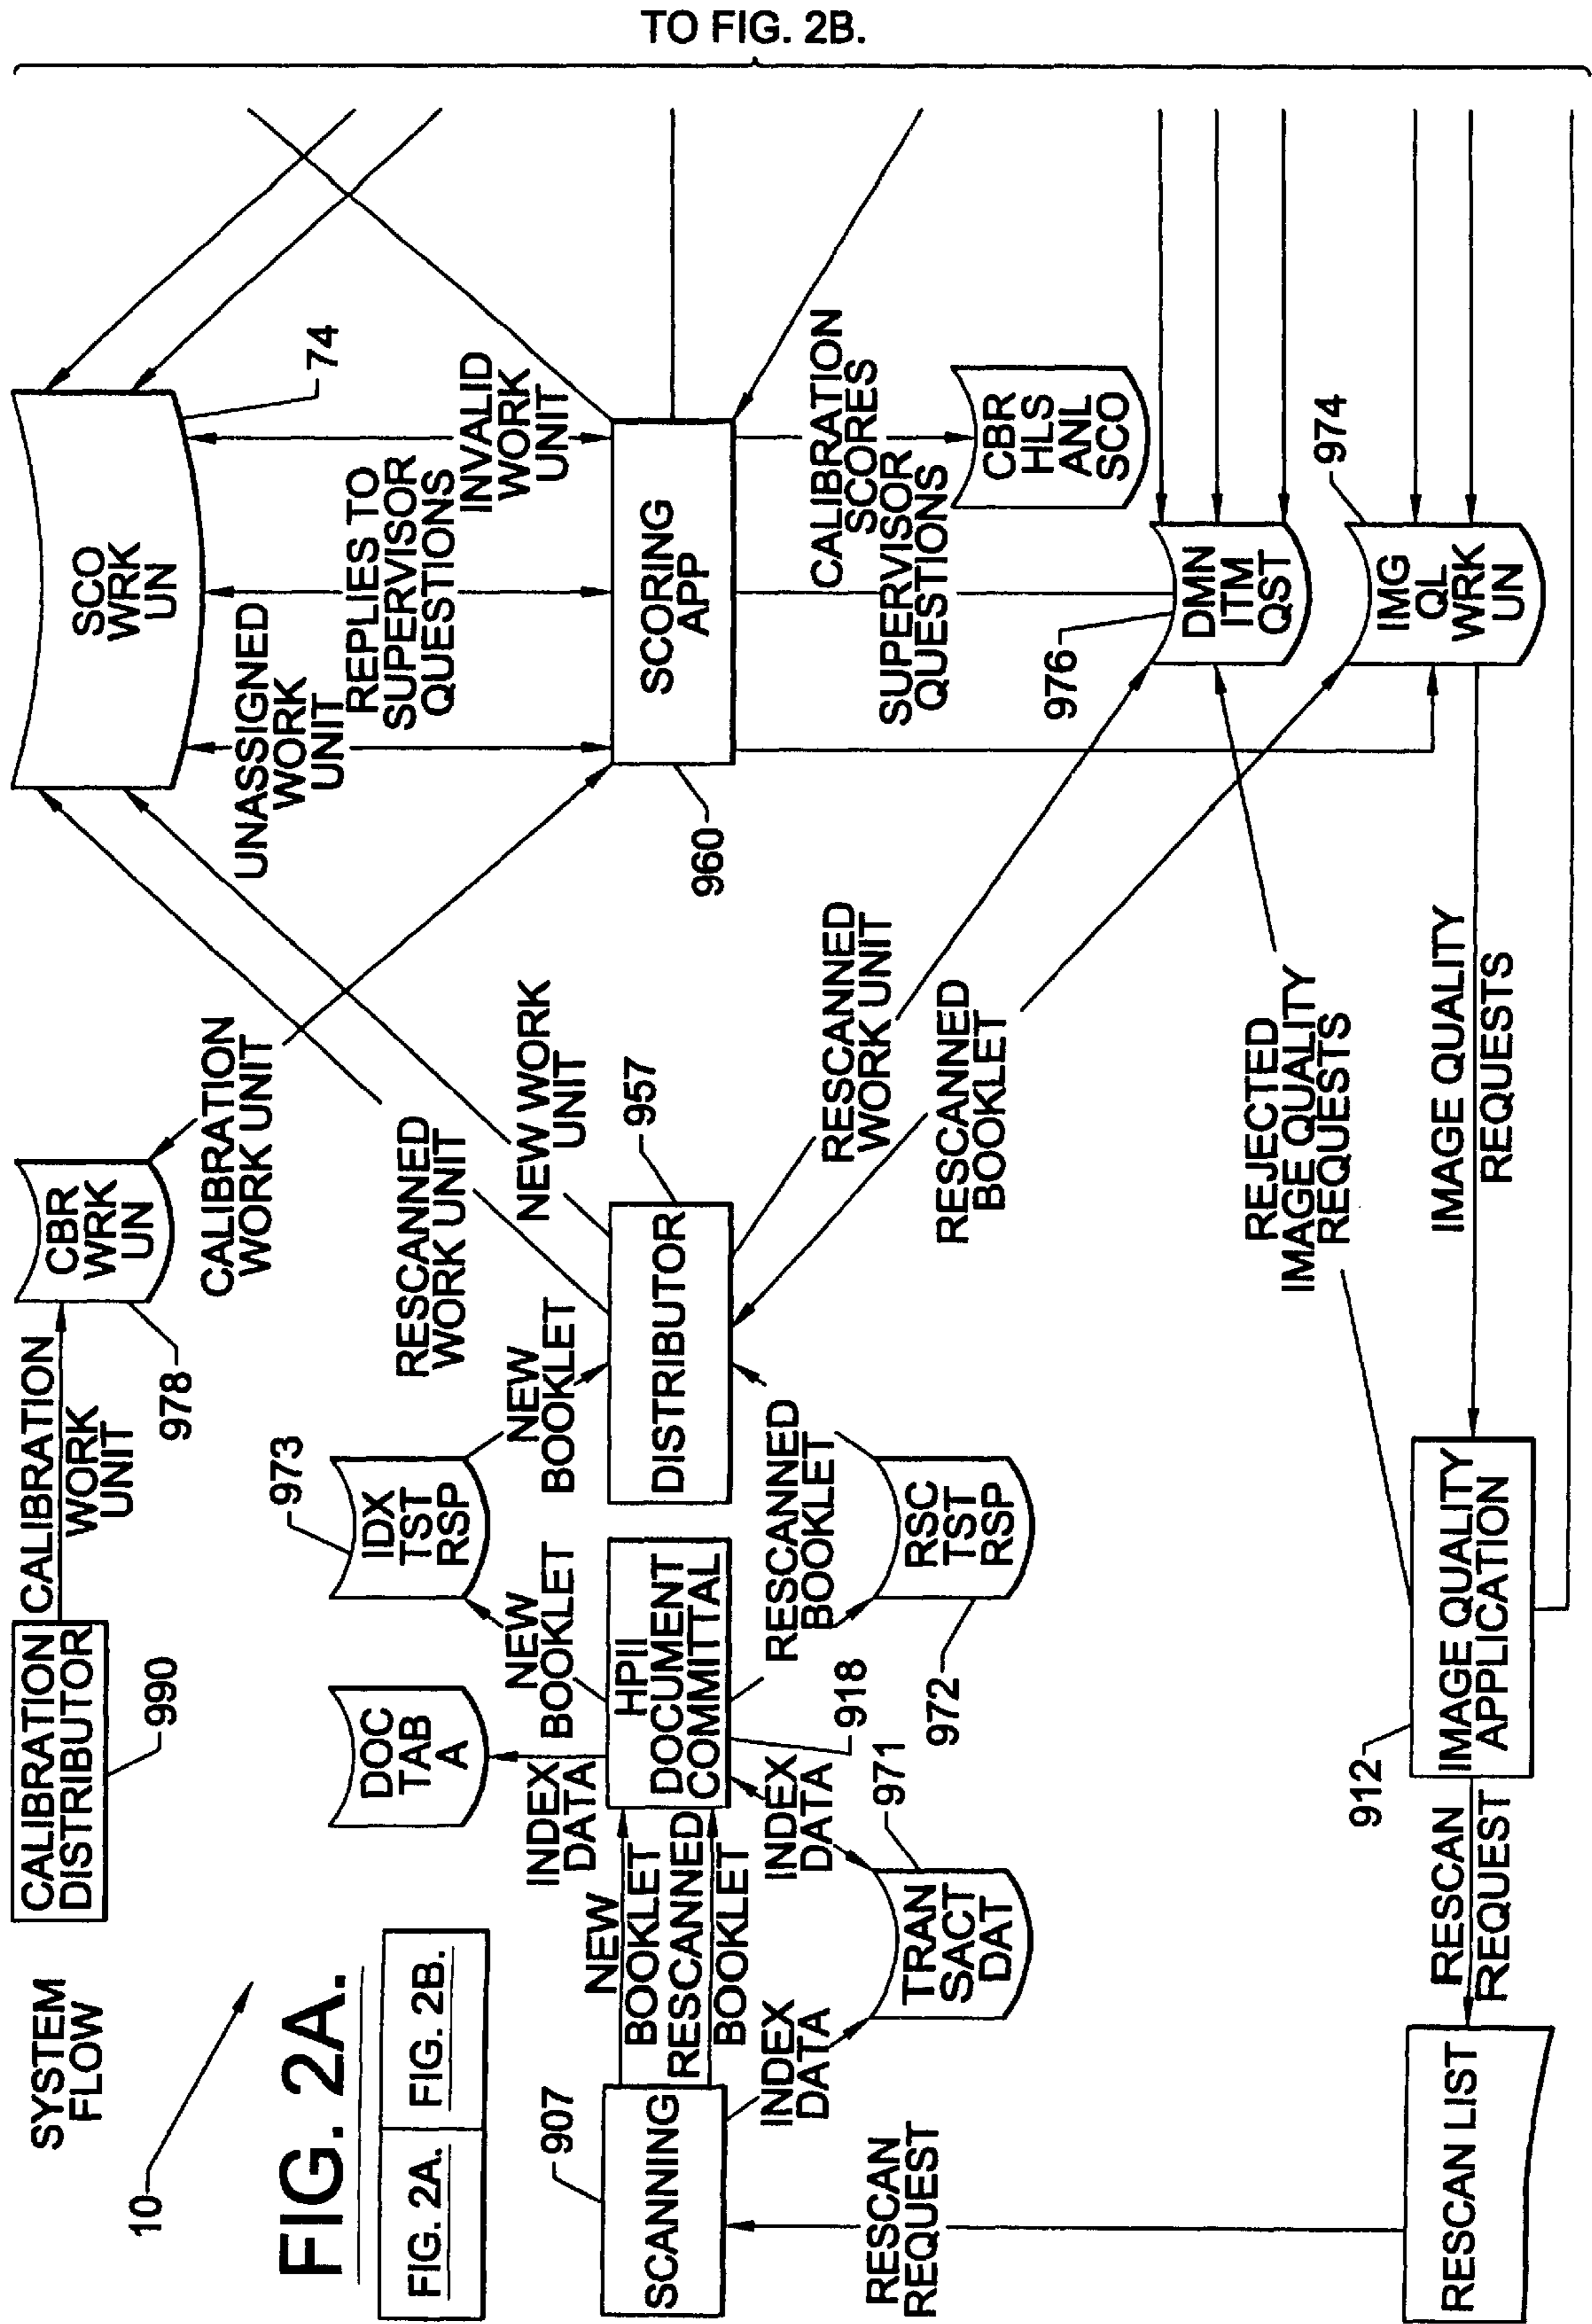 TO FIG. 2B.
SYSTEM
FLOW
10
FIG. 2A.
FIG. 2A.
FIG. 2B.
CALIBRATION
DISTRIBUTOR
990
CALIBRATION
WORK
UNIT
CBR
WRK
UN
978
CALIBRATION
WORK UNIT
SCO
WRK
UN
74
UNASSIGNED
WORK
UNIT
REPLIES TO
SUPERVISOR
QUESTIONS
INVALID
WORK
UNIT
RESCANNED
WORK UNIT
NEW WORK
UNIT
DOC
TAB
A
IDX
TST
RSP
973
INDEX
DATA
NEW
BOOKLET
NEW
BOOKLET
907
SCANNING
NEW
BOOKLET
RESCANNED
BOOKLET
HPII
DOCUMENT
COMMITTAL
918
DISTRIBUTOR
957
SCORING
APP
960
INDEX
DATA
INDEX
DATA
TRAN
SACT
DAT
971
RESCANNED
BOOKLET
RSC
TST
RSP
972
RESCANNED
WORK UNIT
RESCANNED
BOOKLET
CALIBRATION
SCORES
SUPERVISOR
QUESTIONS
CBR
HLS
ANL
SCO
DMN
ITM
QST
976
IMG
QL
WRK
UN
974
REJECTED
IMAGE QUALITY
REQUESTS
IMAGE QUALITY
REQUESTS
RESCAN
REQUEST
RESCAN LIST
RESCAN
REQUEST
912
IMAGE QUALITY
APPLICATION